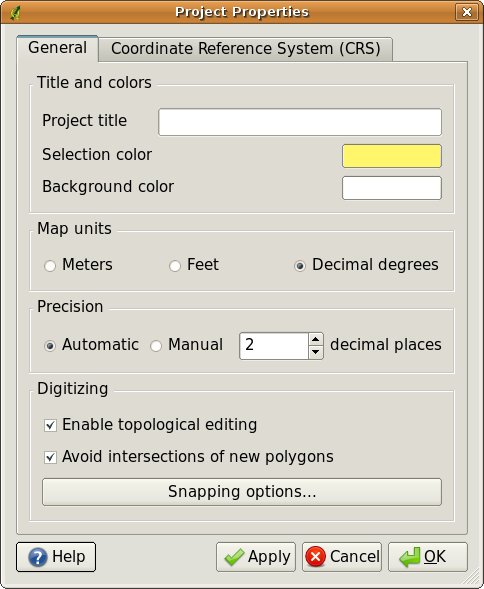 Project Properties
General
Coordinate Reference System (CRS)
Title and colors
Project title
Selection color
Background color
Map units
Meters
Feet
Decimal degrees
Precision
Automatic
Manual
2
decimal places
Digitizing
Enable topological editing
Avoid intersections of new polygons
Snapping options...
Help
Apply
Cancel
OK